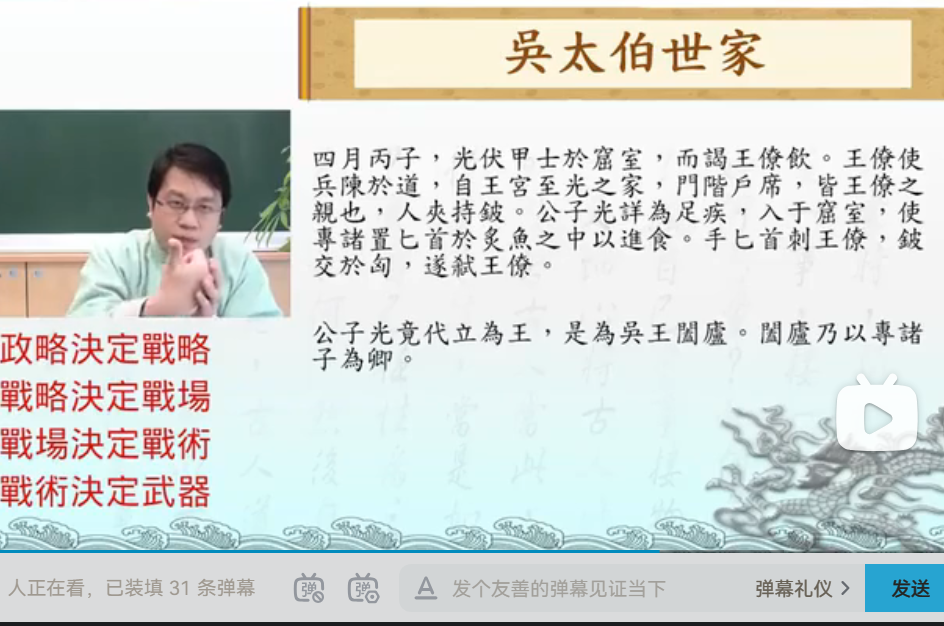 吳太伯世家
四月丙子，光伏甲士於窟室，而謁王僚飲。王僚使
兵陳於道，自王宮至光之家，門階戶席，皆王僚之
親也，人夾持鈹。公子光詳為足疾，入于窟室，使
專諸置匕首於炙魚之中以進食。手匕首刺王僚，鈹
交於匈，遂弒王僚。
公子光竟代立為王，是為吳王闔廬。闔廬乃以專諸
子為卿。
政略決定戰略
戰略決定戰場
戰場決定戰術
戰術決定武器
人正在看，已装填 31 条弹幕
弹
弹
A
发个友善的弹幕见证当下
弹幕礼仪
发送